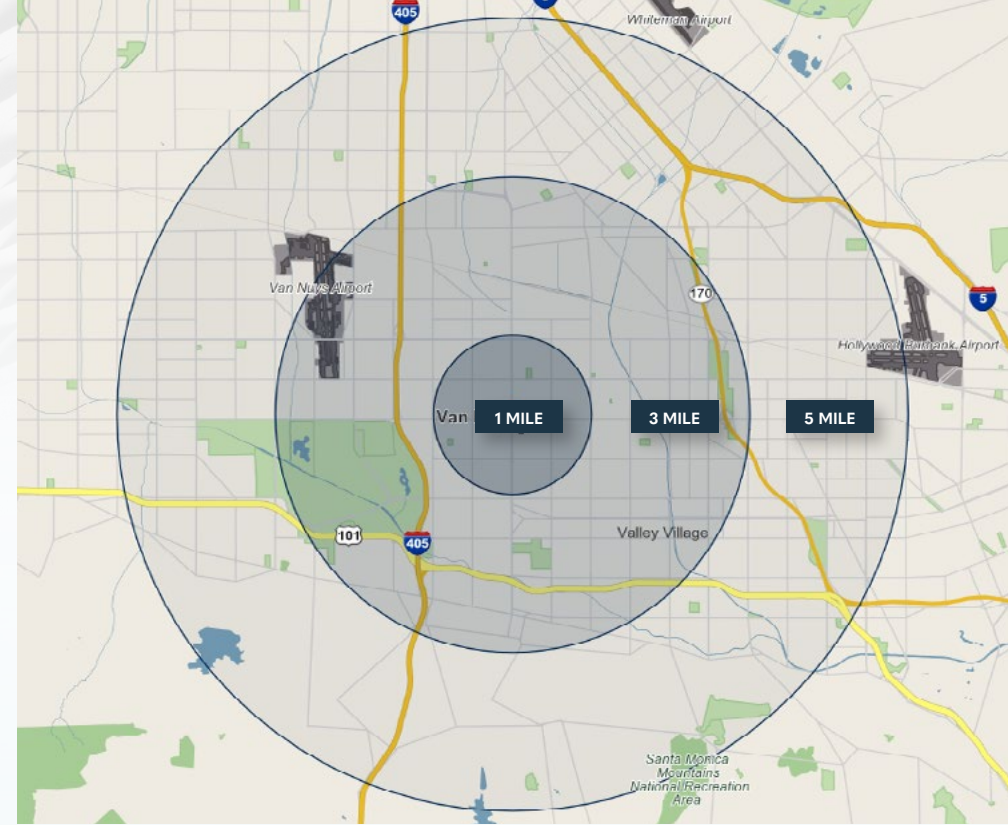 405
Whiteman Airport
Van Nuys Airport
170
5
Hollywood Burbank Airport
Van
1 MILE
3 MILE
5 MILE
101
405
Valley Village
Santa Monica
Mountains
National Recreation
Area